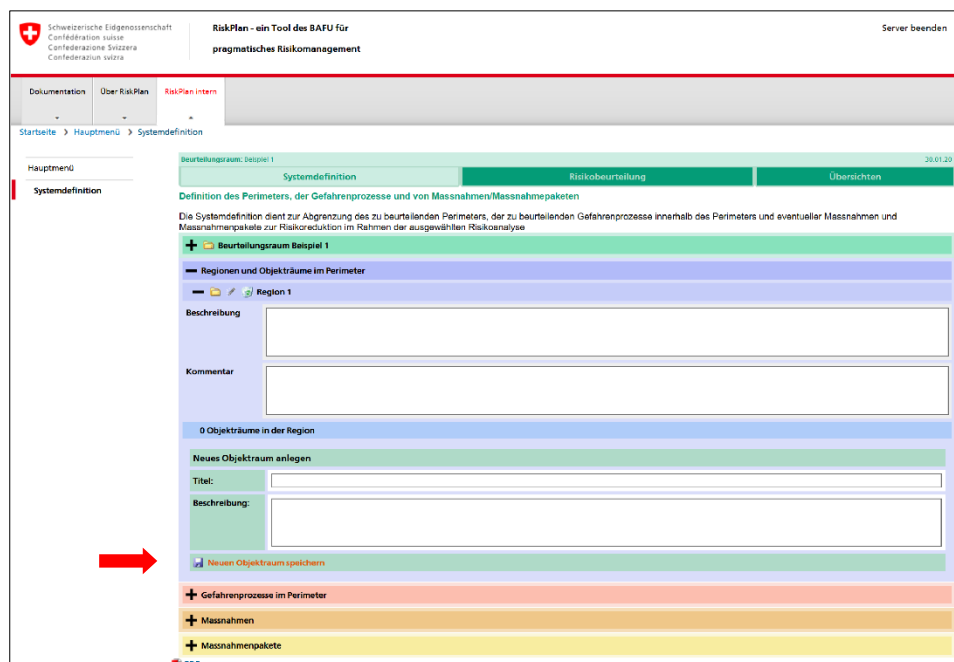 Schweizerische Eidgenossenschaft
Confédération suisse
Confederazione Svizzera
Confederaziun svizra
RiskPlan - ein Tool des BAFU für
pragmatisches Risikomanagement
Server beenden
Dokumentation
Über RiskPlan
RiskPlan intern
Startseite > Hauptmenü > Systemdefinition
Hauptmenü
Systemdefinition
Beurteilungsraum: Beispiel 1
30.01.20
Systemdefinition
Risikobeurteilung
Übersichten
Definition des Perimeters, der Gefahrenprozesse und von Massnahmen/Massnahmepaketen
Die Systemdefinition dient zur Abgrenzung des zu beurteilenden Perimeters, der zu beurteilenden Gefahrenprozesse innerhalb des Perimeters und eventueller Massnahmen und
Massnahmenpakete zur Risikoreduktion im Rahmen der ausgewählten Risikoanalyse
Beurteilungsraum Beispiel 1
Regionen und Objekträume im Perimeter
Region 1
Beschreibung
Kommentar
0 Objekträume in der Region
Neues Objektraum anlegen
Titel:
Beschreibung:
Neuen Objektraum speichern
Gefahrenprozesse im Perimeter
Massnahmen
Massnahmenpakete